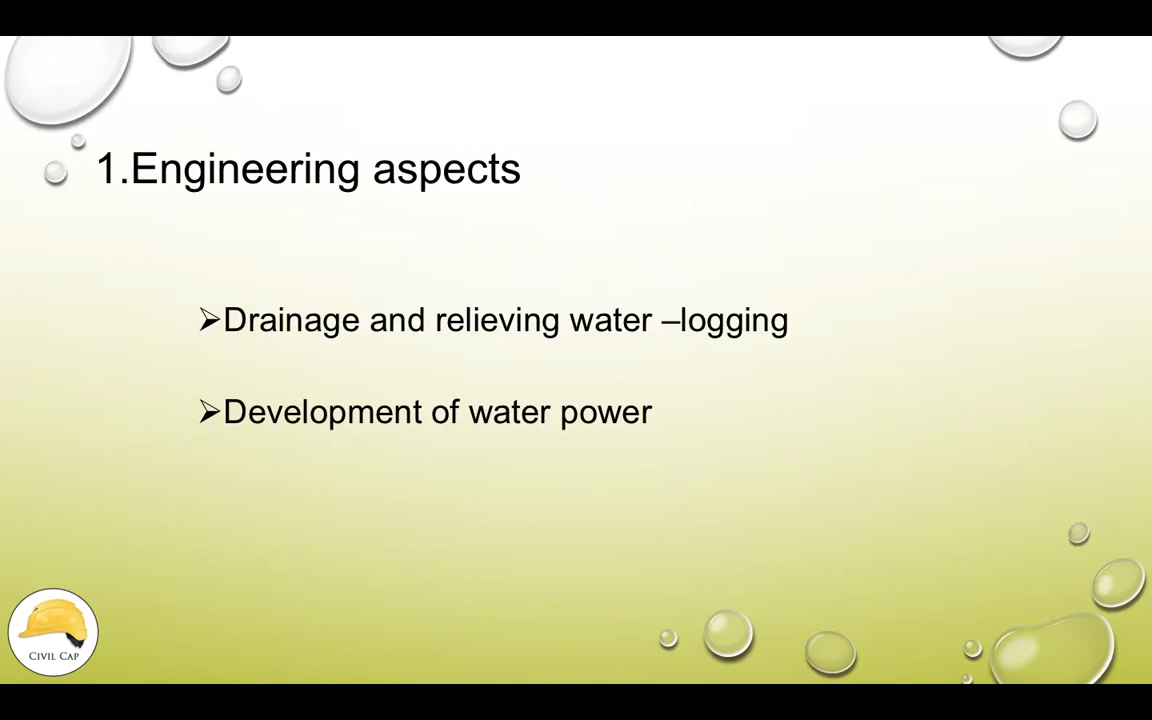 1.Engineering aspects
➢Drainage and relieving water –logging
➢Development of water power
CIVIL CAP